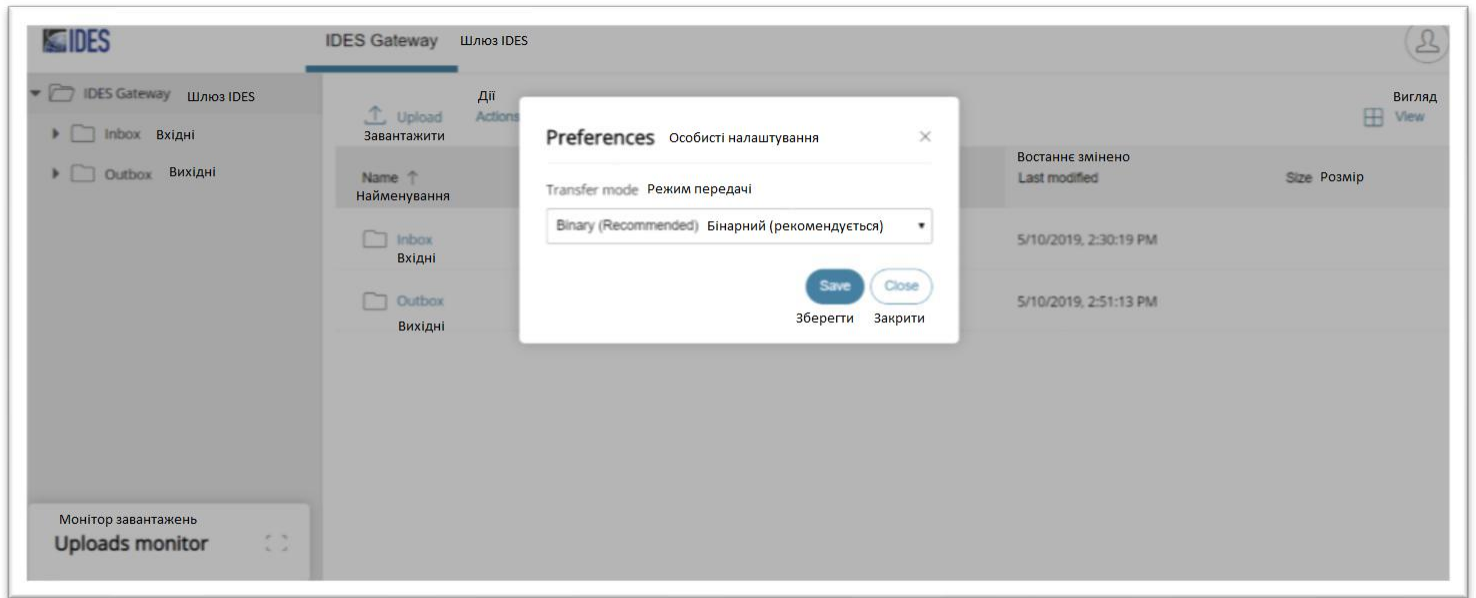 IDES
IDES Gateway Шлюз IDES
IDES Gateway Шлюз IDES
Inbox Вхідні
Outbox Вихідні
Дії
Upload Actions
Завантажити
Вигляд
View
Name ↑
Найменування
Востаннє змінено
Last modified
Size Розмір
Inbox
Вхідні
5/10/2019, 2:30:19 PM
Outbox
Вихідні
5/10/2019, 2:51:13 PM
Preferences Особисті налаштування ×
Transfer mode Режим передачі
Binary (Recommended) Бінарний (рекомендується)
Save Close
Зберегти Закрити
Монітор завантажень
Uploads monitor